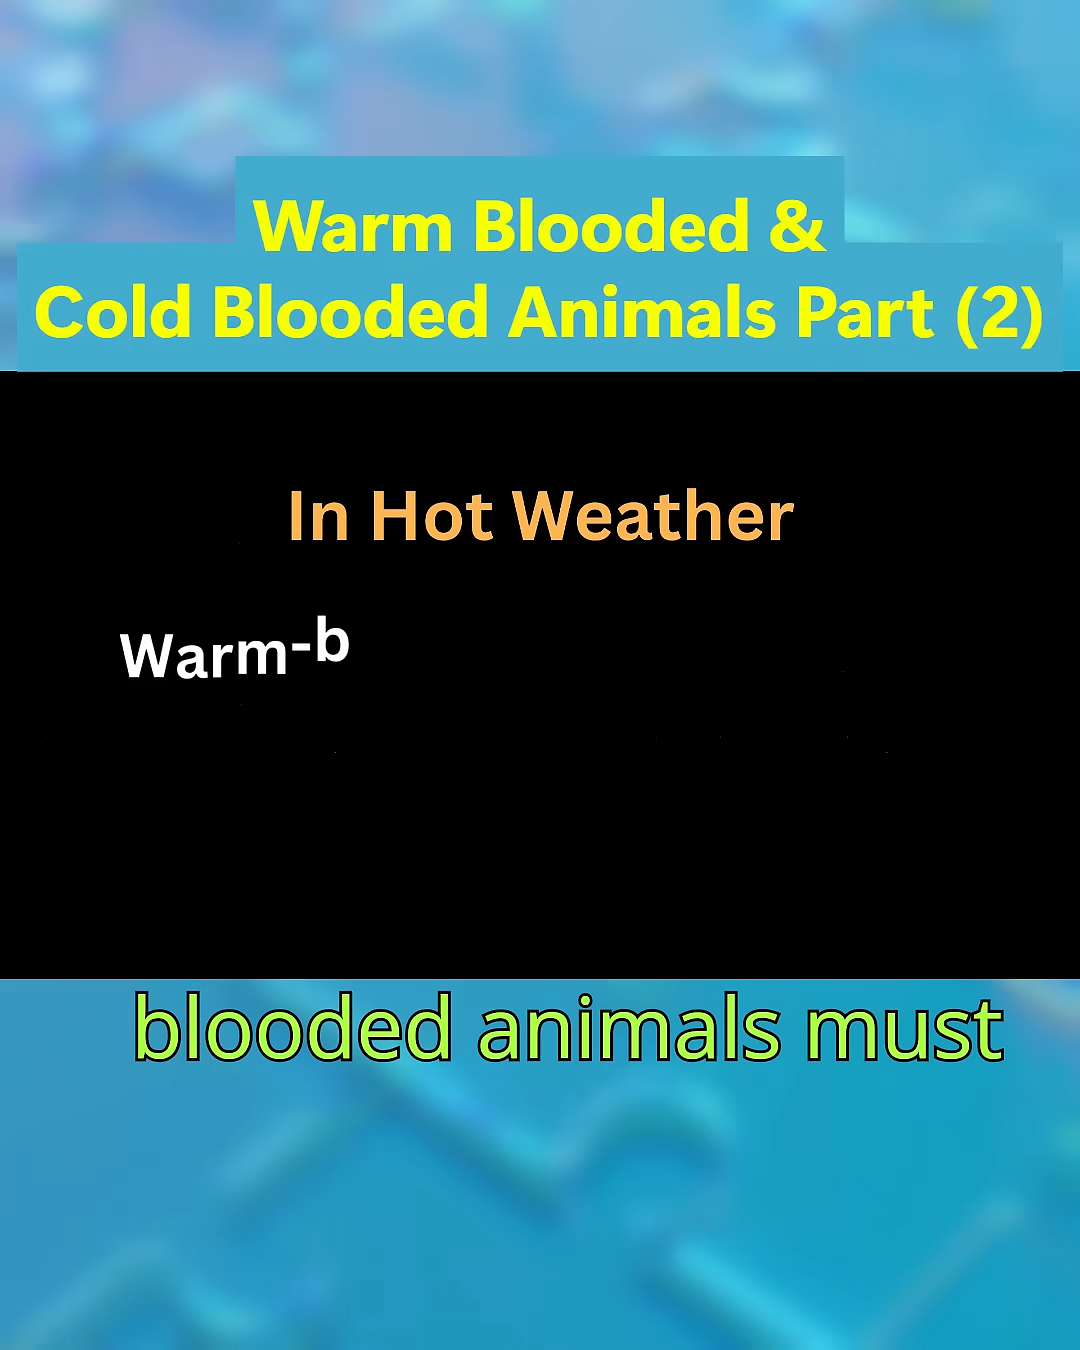 Warm Blooded &
Cold Blooded Animals Part (2)
In Hot Weather
Warm-b
blooded animals must